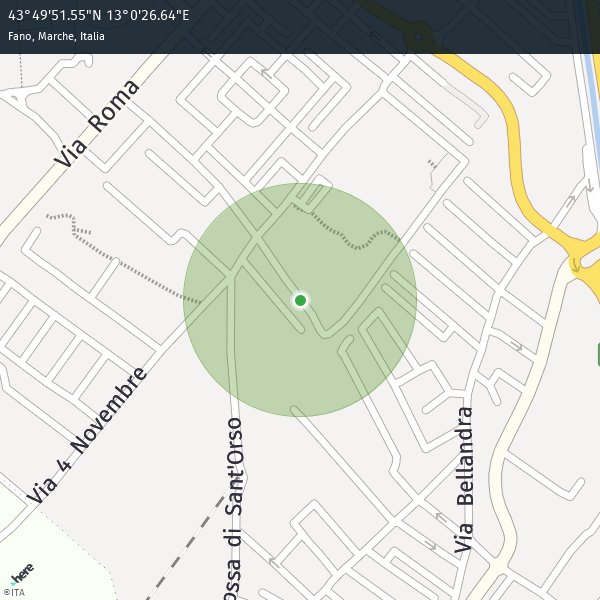 43°49'51.55"N 13°0'26.64"E
Fano, Marche, Italia
Via Roma
Via 4 Novembre
ossa di Sant'Orso
Via Bellandra
here
©ITA